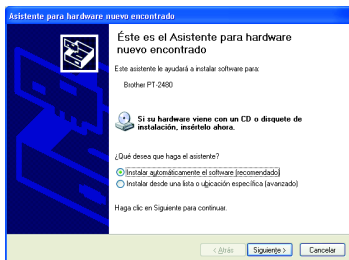 Asistente para hardware nuevo encontrado
Éste es el Asistente para hardware
nuevo encontrado
Este asistente le ayudará a instalar software para:
Brother PT-2480
Si su hardware viene con un CD o disquete de
instalación, insértelo ahora.
¿Qué desea que haga el asistente?
Instalar automáticamente el software (recomendado)
Instalar desde una lista o ubicación específica (avanzado)
Haga clic en Siguiente para continuar.
< Atrás Siguiente > Cancelar